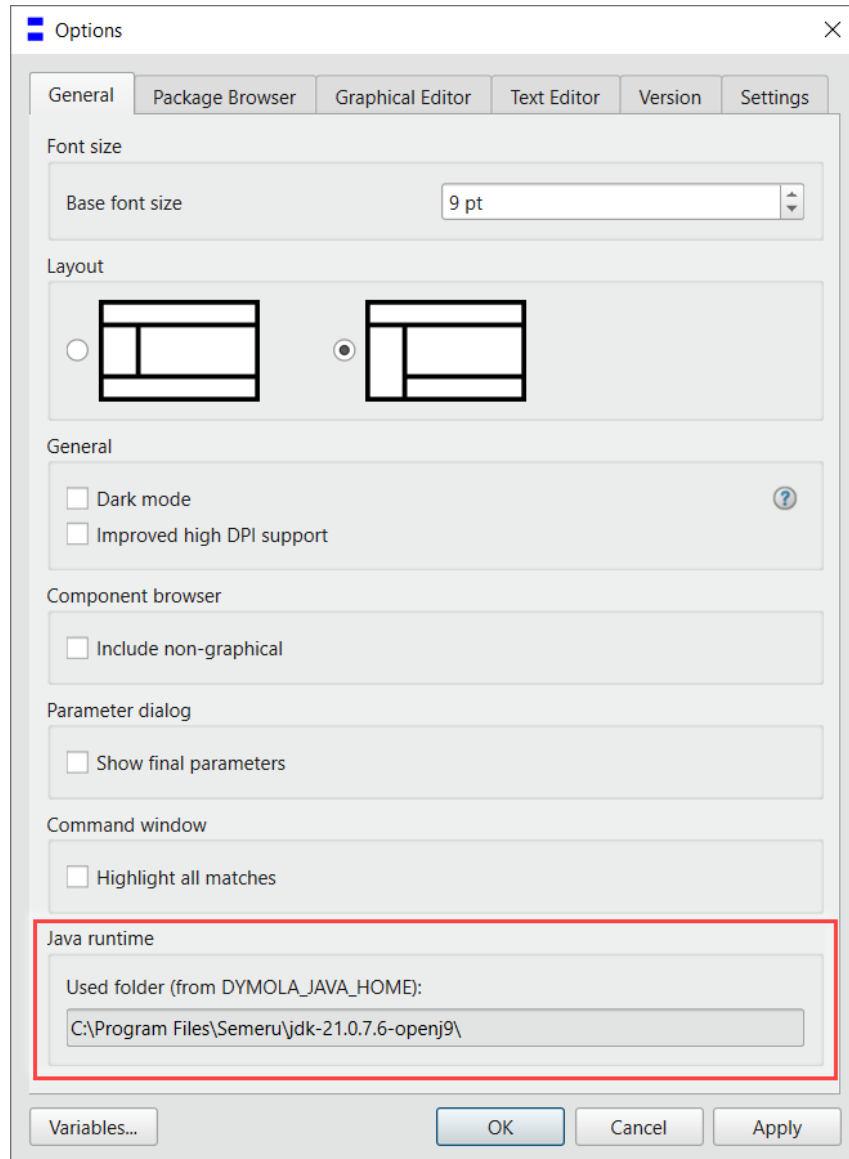 Options
General Package Browser Graphical Editor Text Editor Version Settings
Font size
Base font size 9 pt
Layout
General
Dark mode
Improved high DPI support
Component browser
Include non-graphical
Parameter dialog
Show final parameters
Command window
Highlight all matches
Java runtime
Used folder (from DYMOLA_JAVA_HOME):
C:\Program Files\Semeru\jdk-21.0.7.6-openj9\
Variables... OK Cancel Apply